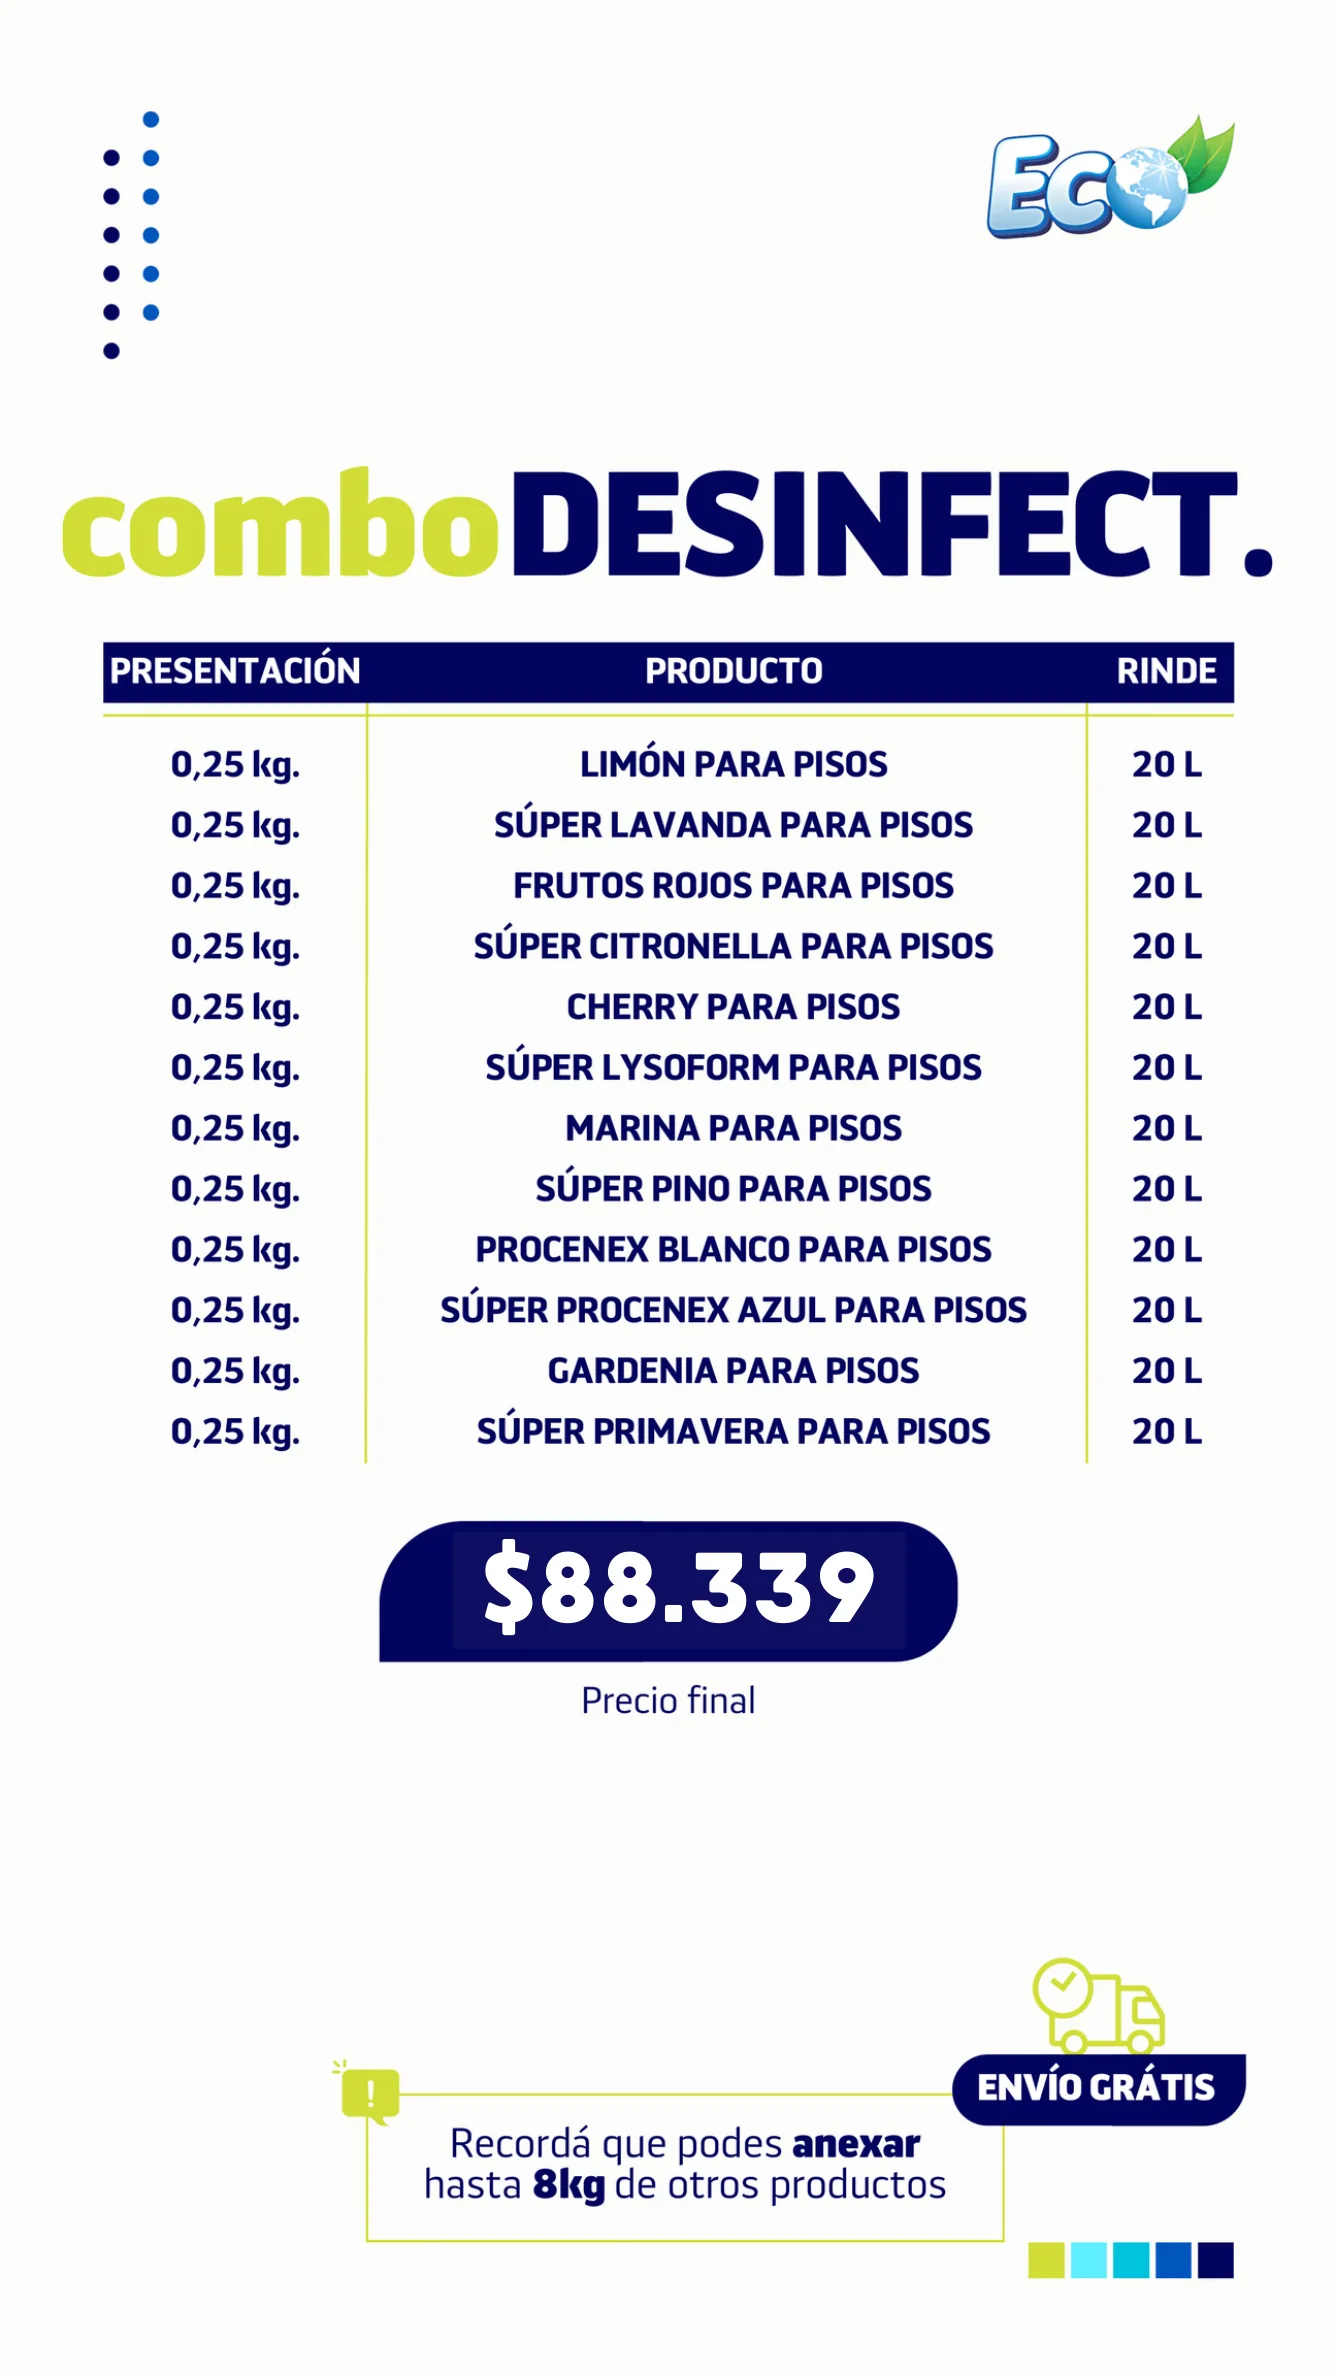 Eco
comboDESINFECT.
PRESENTACIÓN PRODUCTO RINDE
0,25 kg. LIMÓN PARA PISOS 20 L
0,25 kg. SÚPER LAVANDA PARA PISOS 20 L
0,25 kg. FRUTOS ROJOS PARA PISOS 20 L
0,25 kg. SÚPER CITRONELLA PARA PISOS 20 L
0,25 kg. CHERRY PARA PISOS 20 L
0,25 kg. SÚPER LYSOFORM PARA PISOS 20 L
0,25 kg. MARINA PARA PISOS 20 L
0,25 kg. SÚPER PINO PARA PISOS 20 L
0,25 kg. PROCENEX BLANCO PARA PISOS 20 L
0,25 kg. SÚPER PROCENEX AZUL PARA PISOS 20 L
0,25 kg. GARDENIA PARA PISOS 20 L
0,25 kg. SÚPER PRIMAVERA PARA PISOS 20 L
$88.339
Precio final
ENVÍO GRÁTIS
!
Recordá que podes anexar
hasta 8kg de otros productos